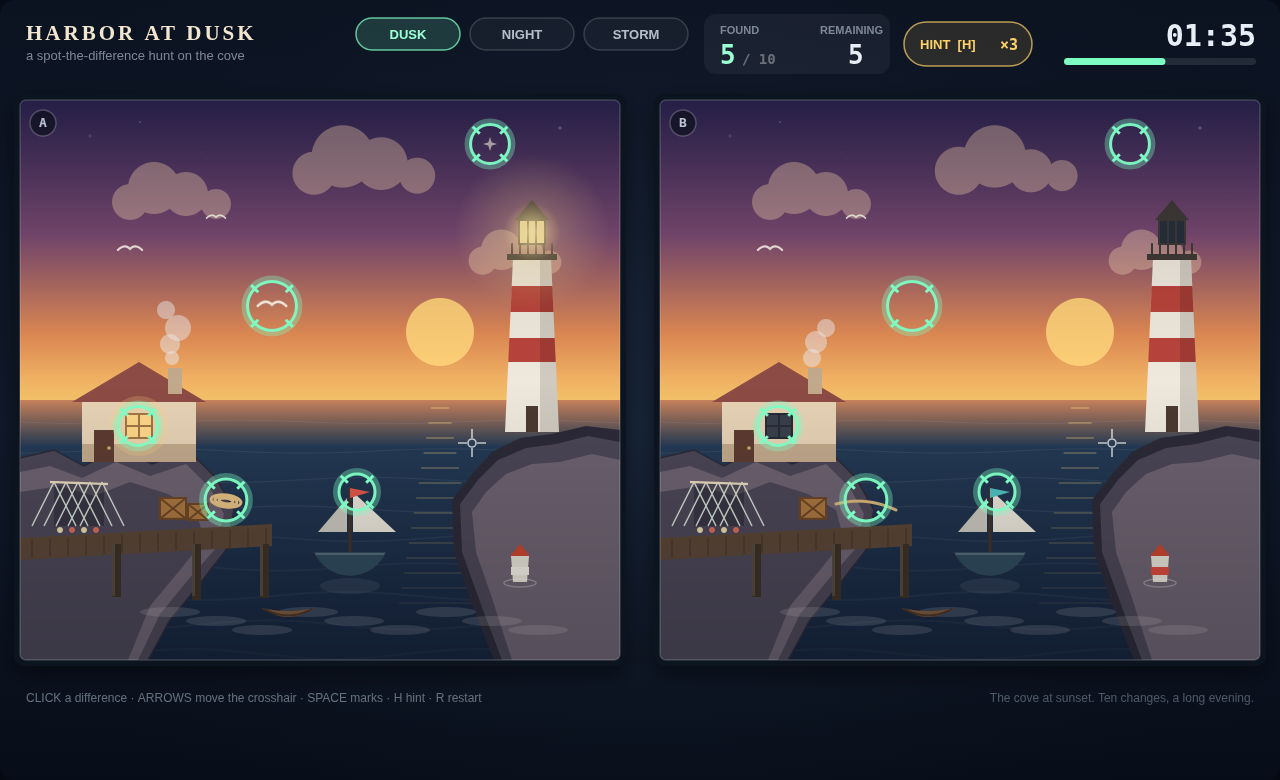 HARBOR AT DUSK
a spot-the-difference hunt on the cove
DUSK
NIGHT
STORM
FOUND
5 / 10
REMAINING
5
HINT [H] ×3
01:35
A
B
CLICK a difference · ARROWS move the crosshair · SPACE marks · H hint · R restart
The cove at sunset. Ten changes, a long evening.